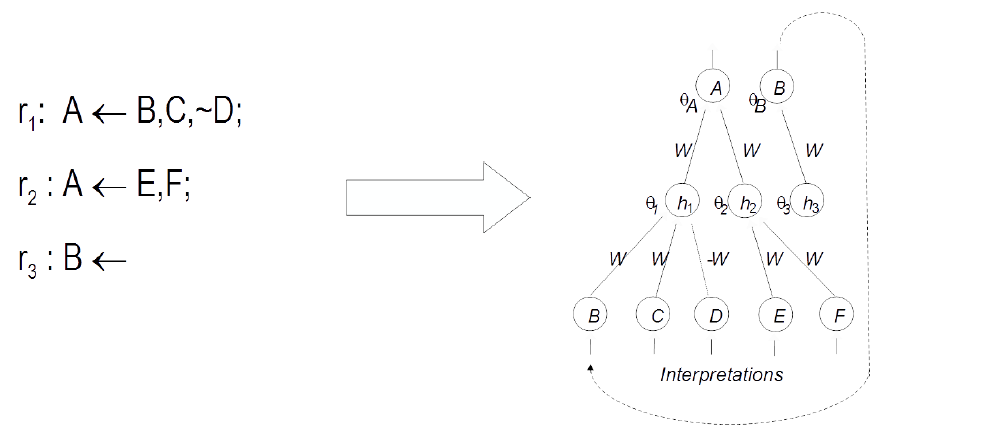 r₁: A ← B,C,~D;
r₂ : A ← E,F;
r₃ : B ←
A B
θA θB
W W W
θ₁ h₁ θ₂ h₂ θ₃ h₃
W W -W W W
B C D E F
Interpretations